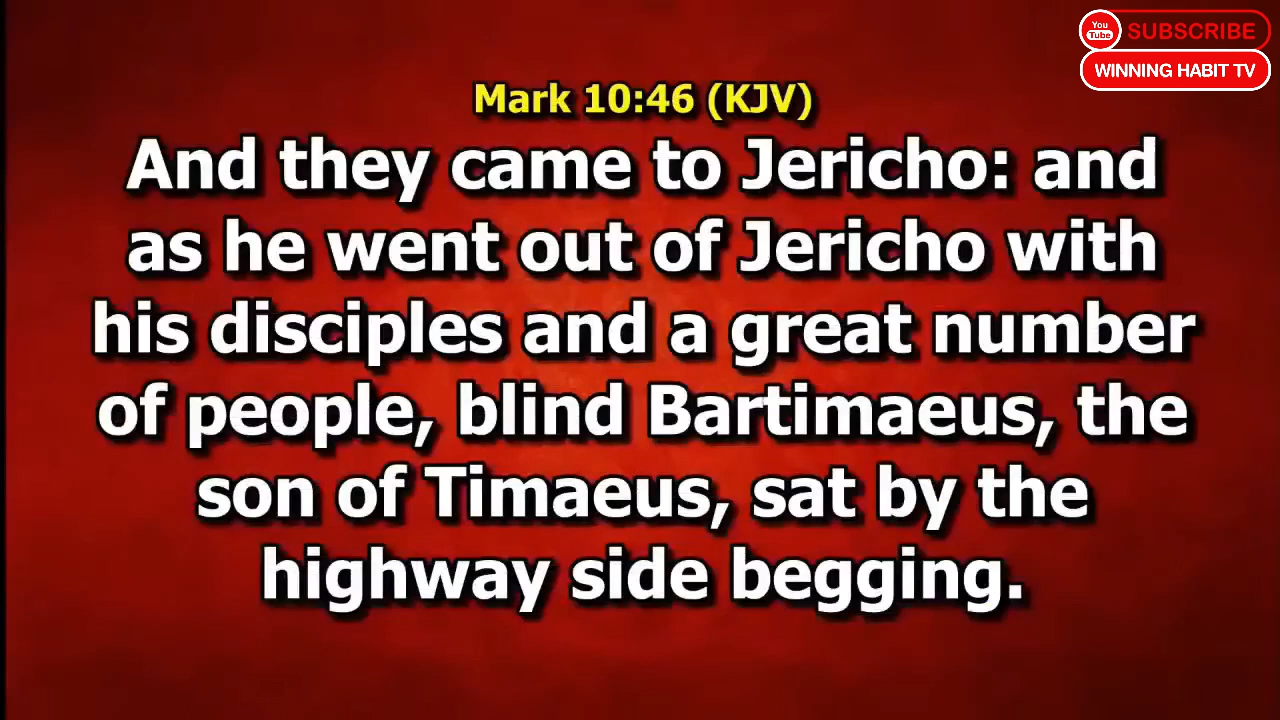 You
Tube
SUBSCRIBE
WINNING HABIT TV
Mark 10:46 (KJV)
And they came to Jericho: and
as he went out of Jericho with
his disciples and a great number
of people, blind Bartimaeus, the
son of Timaeus, sat by the
highway side begging.